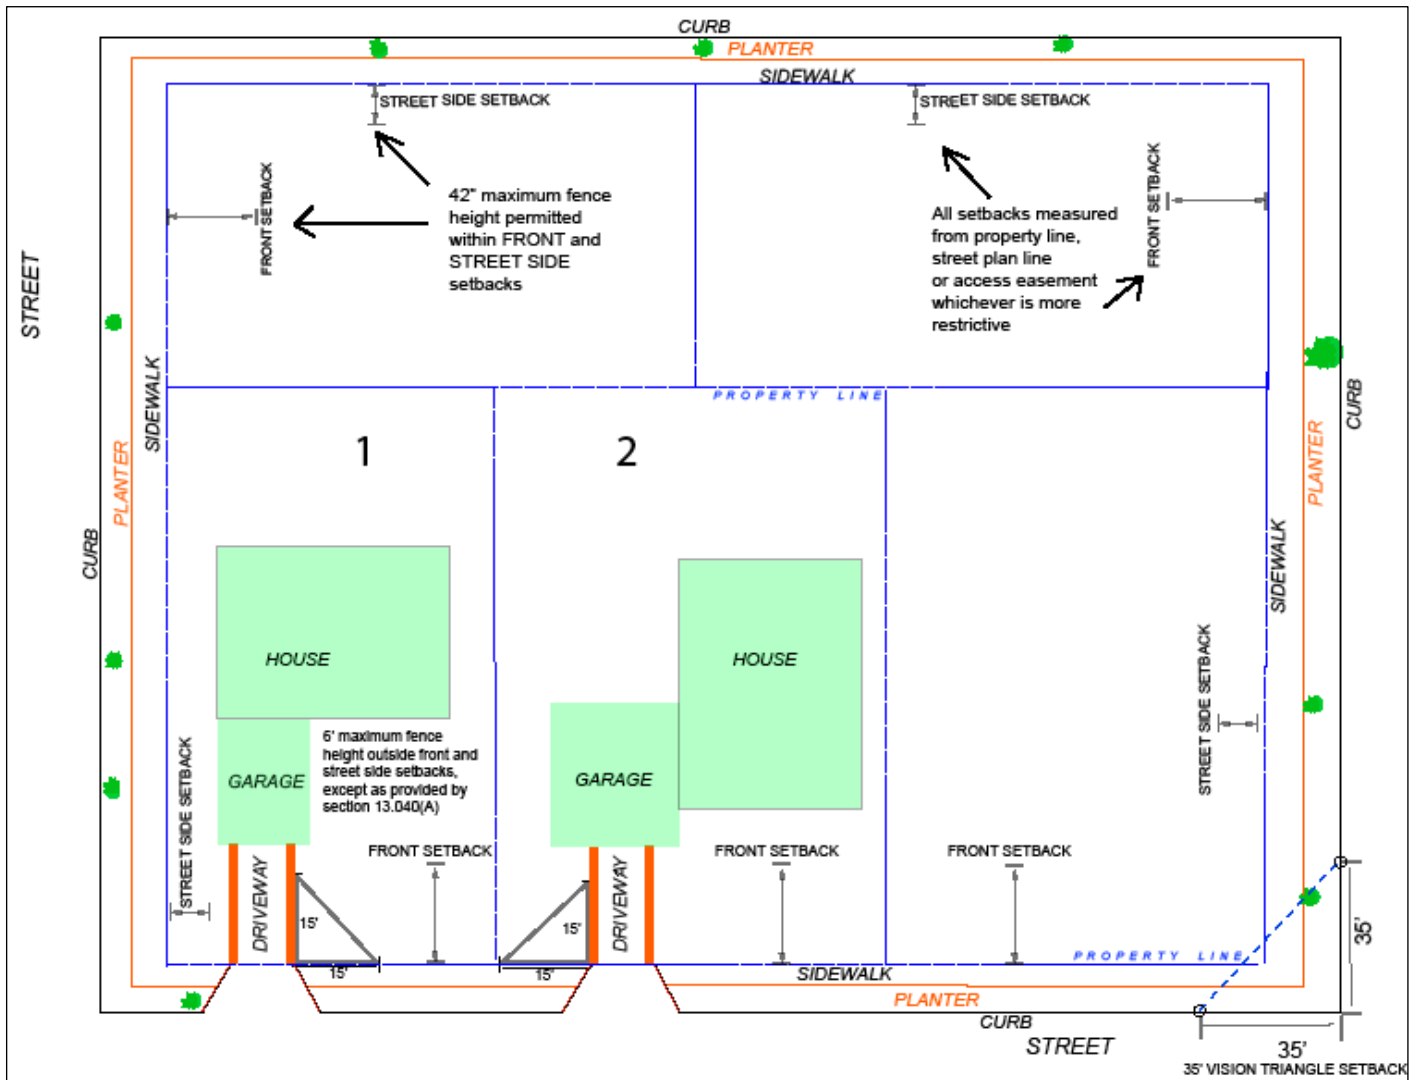 CURB
PLANTER
SIDEWALK
STREET SIDE SETBACK
STREET SIDE SETBACK
FRONT SETBACK
42" maximum fence
height permitted
within FRONT and
STREET SIDE
setbacks
All setbacks measured
from property line,
street plan line
or access easement
whichever is more
restrictive
FRONT SETBACK
STREET
SIDEWALK
PLANTER
CURB
PROPERTY LINE
CURB
PLANTER
SIDEWALK
1
2
HOUSE
HOUSE
6' maximum fence
height outside front and
street side setbacks,
except as provided by
section 13.040(A)
GARAGE
GARAGE
STREET SIDE SETBACK
STREET SIDE SETBACK
DRIVEWAY
15'
15'
FRONT SETBACK
DRIVEWAY
15'
15'
FRONT SETBACK
FRONT SETBACK
PROPERTY LINE
SIDEWALK
PLANTER
CURB
STREET
35'
35'
35' VISION TRIANGLE SETBACK